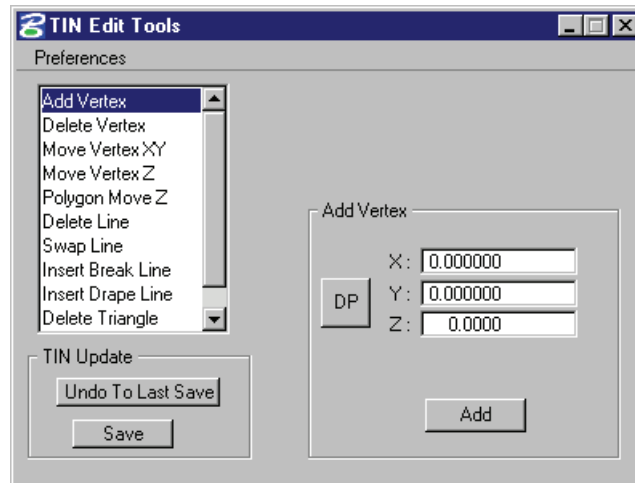 TIN Edit Tools
Preferences
Add Vertex
Delete Vertex
Move Vertex XY
Move Vertex Z
Polygon Move Z
Delete Line
Swap Line
Insert Break Line
Insert Drape Line
Delete Triangle
TIN Update
Undo To Last Save
Save
Add Vertex
DP
X: 0.000000
Y: 0.000000
Z: 0.0000
Add